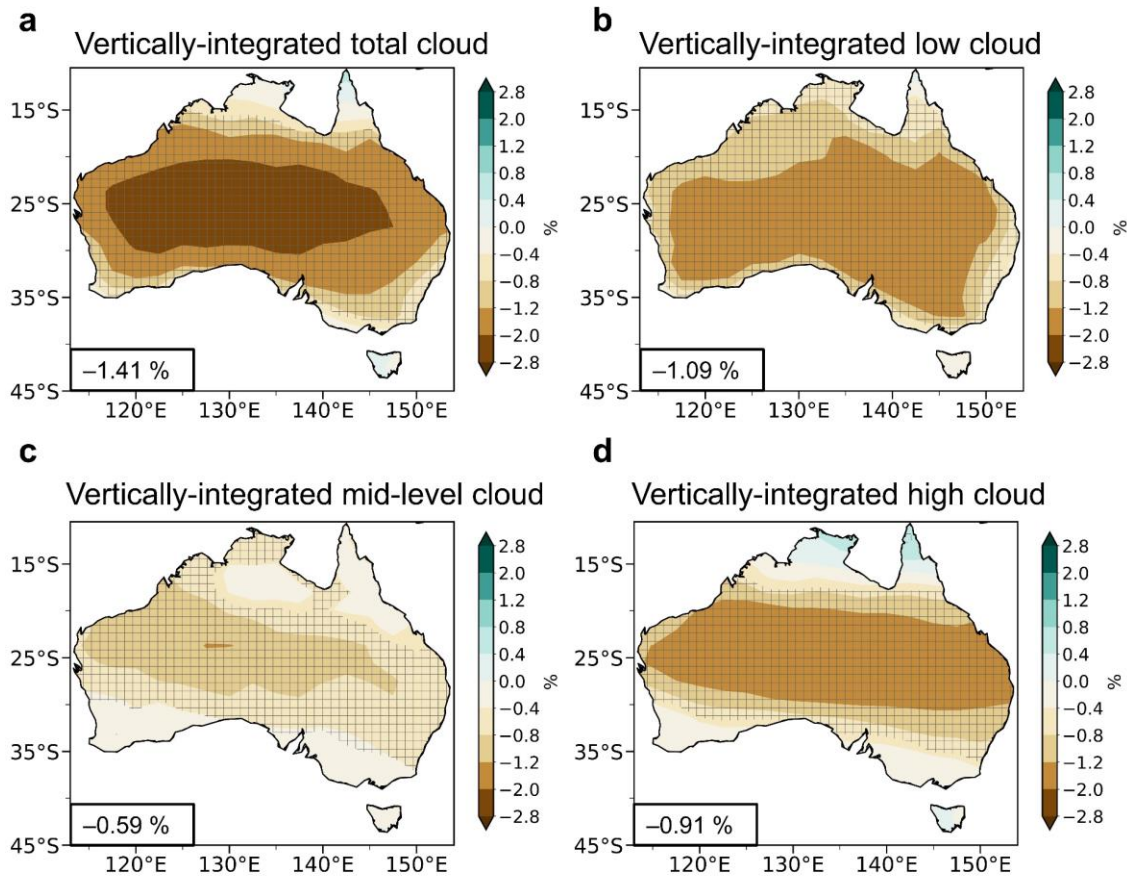 a
Vertically-integrated total cloud
15°S
25°S
35°S
45°S
120°E 130°E 140°E 150°E
–1.41 %
2.8
2.0
1.2
0.8
0.4
0.0
−0.4
−0.8
−1.2
−2.0
−2.8
%
b
Vertically-integrated low cloud
15°S
25°S
35°S
45°S
120°E 130°E 140°E 150°E
–1.09 %
2.8
2.0
1.2
0.8
0.4
0.0
−0.4
−0.8
−1.2
−2.0
−2.8
%
c
Vertically-integrated mid-level cloud
15°S
25°S
35°S
45°S
120°E 130°E 140°E 150°E
–0.59 %
2.8
2.0
1.2
0.8
0.4
0.0
−0.4
−0.8
−1.2
−2.0
−2.8
%
d
Vertically-integrated high cloud
15°S
25°S
35°S
45°S
120°E 130°E 140°E 150°E
–0.91 %
2.8
2.0
1.2
0.8
0.4
0.0
−0.4
−0.8
−1.2
−2.0
−2.8
%